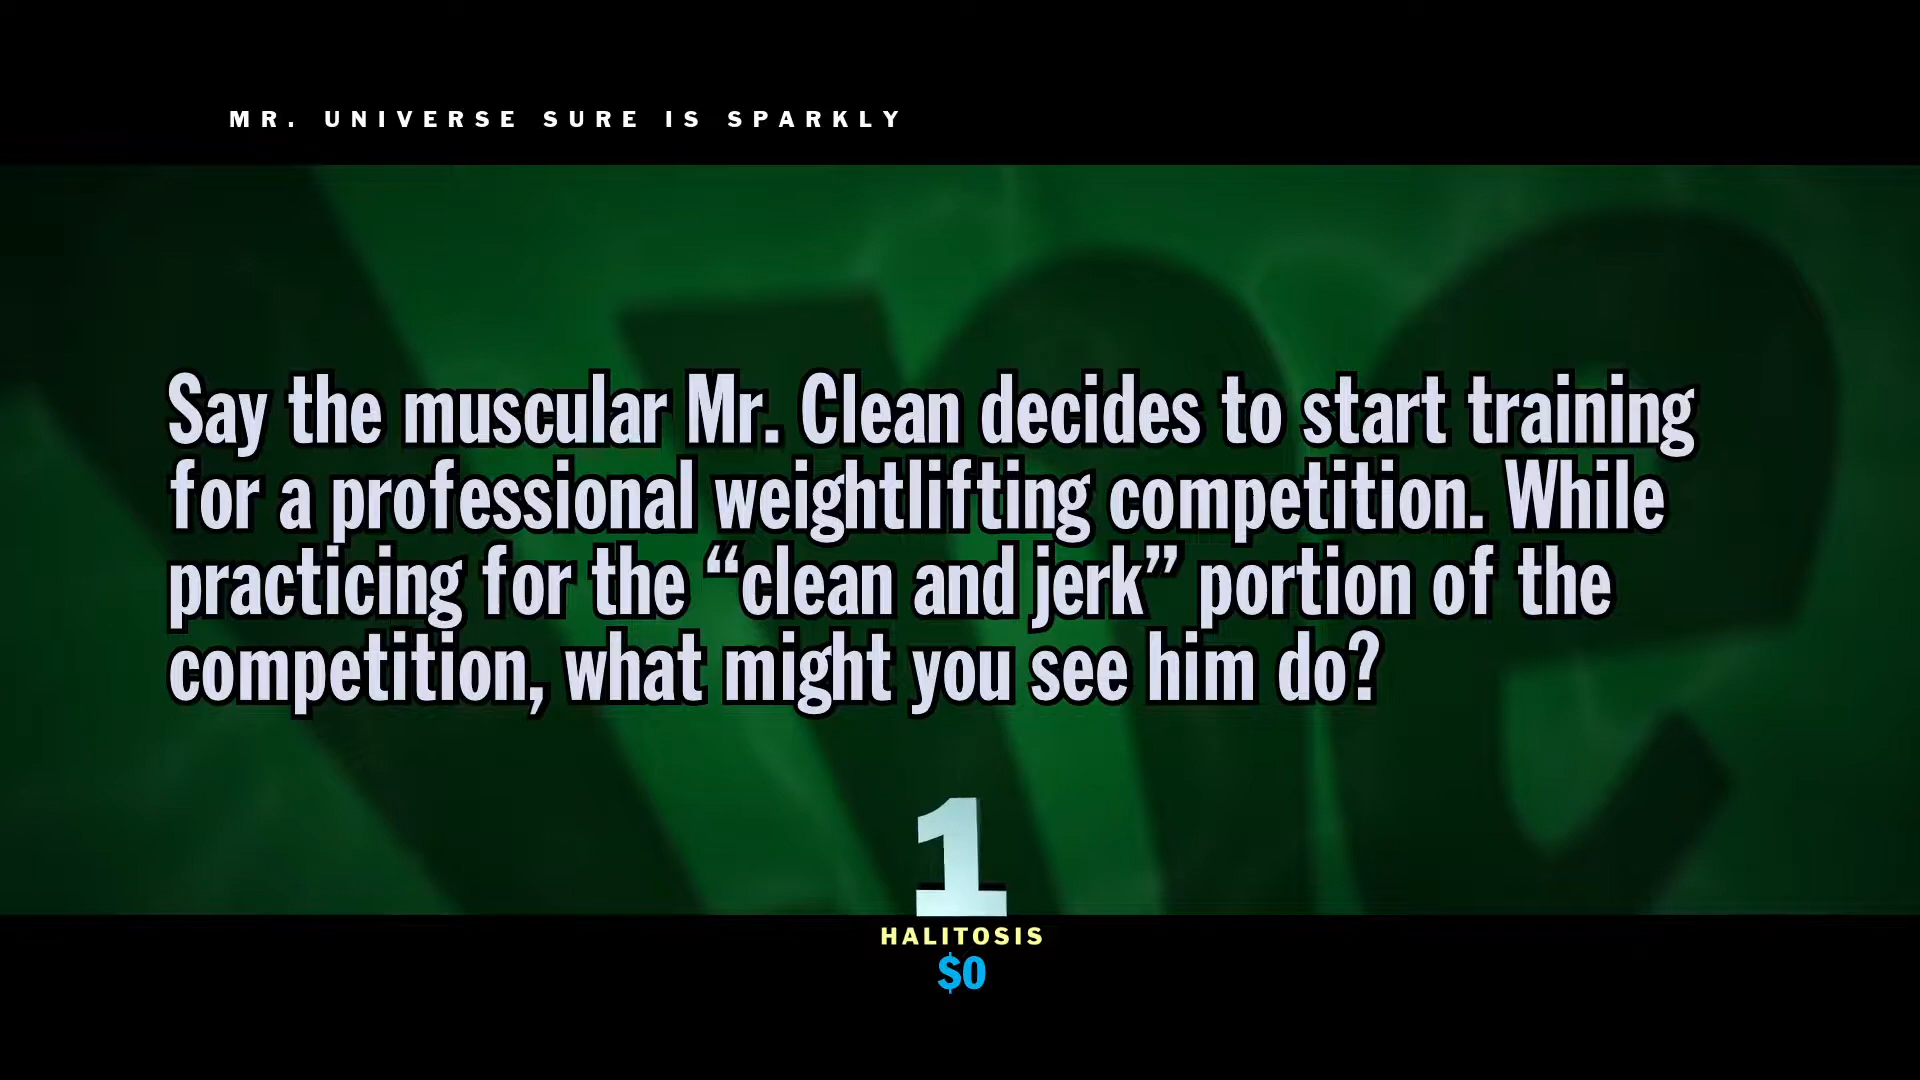 MR. UNIVERSE SURE IS SPARKLY
Say the muscular Mr. Clean decides to start training
for a professional weightlifting competition. While
practicing for the “clean and jerk” portion of the
competition, what might you see him do?
1
HALITOSIS
$0